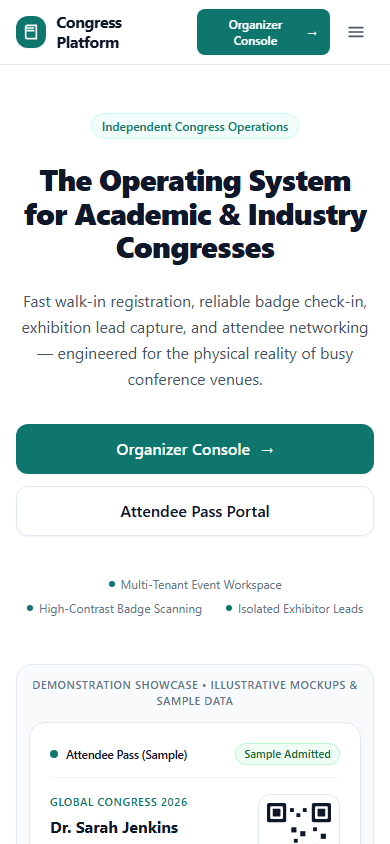 Congress
Platform
Organizer
Console →
Independent Congress Operations
The Operating System
for Academic & Industry
Congresses
Fast walk-in registration, reliable badge check-in,
exhibition lead capture, and attendee networking
— engineered for the physical reality of busy
conference venues.
Organizer Console →
Attendee Pass Portal
Multi-Tenant Event Workspace
High-Contrast Badge Scanning
Isolated Exhibitor Leads
DEMONSTRATION SHOWCASE • ILLUSTRATIVE MOCKUPS &
SAMPLE DATA
Attendee Pass (Sample)
Sample Admitted
GLOBAL CONGRESS 2026
Dr. Sarah Jenkins